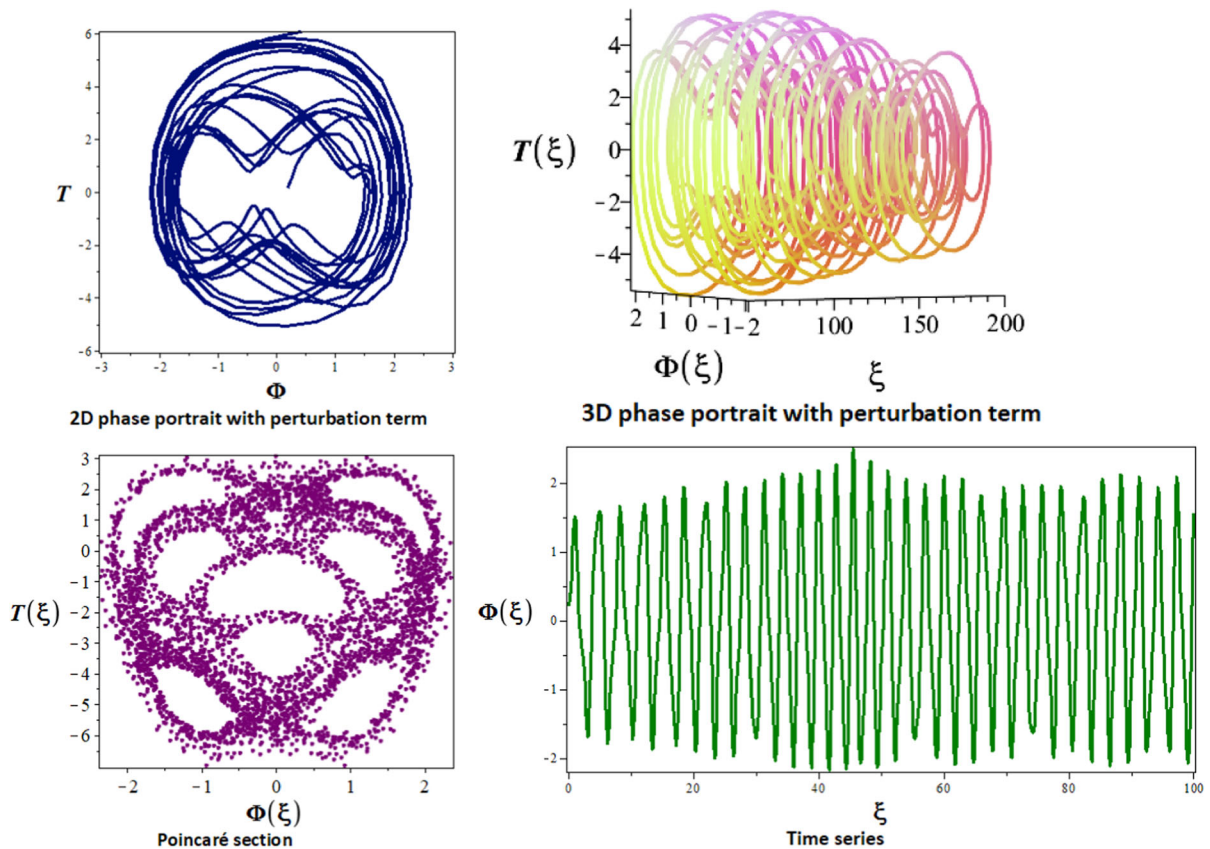 6
4
2
T
0
-2
-4
-6
-3 -2 -1 0 1 2 3
Φ
2D phase portrait with perturbation term
4
2
T(ξ)
0
-2
-4
2 1 0 -1 -2 100 150 200
Φ(ξ) ξ
3D phase portrait with perturbation term
3
2
1
0
-1
T(ξ) -2
-3
-4
-5
-6
-2 -1 0 1 2
Φ(ξ)
Poincaré section
2
1
Φ(ξ) 0
-1
-2
0 20 40 60 80 100
ξ
Time series